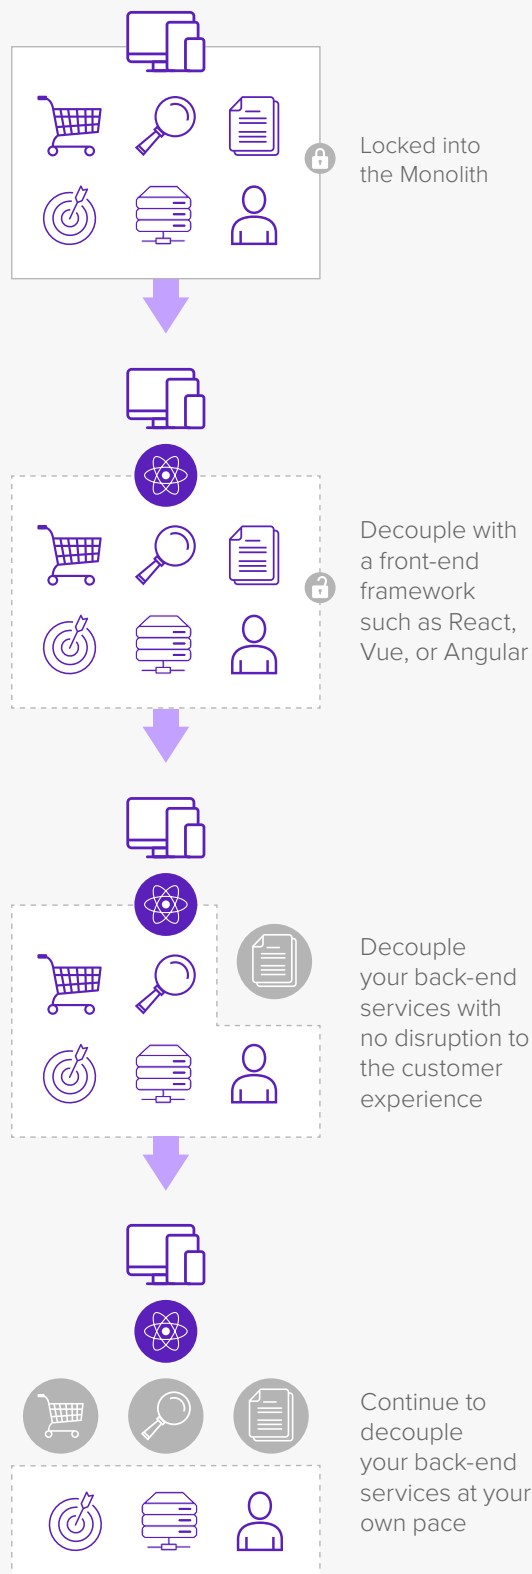 Locked into
the Monolith
Decouple with
a front-end
framework
such as React,
Vue, or Angular
Decouple
your back-end
services with
no disruption to
the customer
experience
Continue to
decouple
your back-end
services at your
own pace